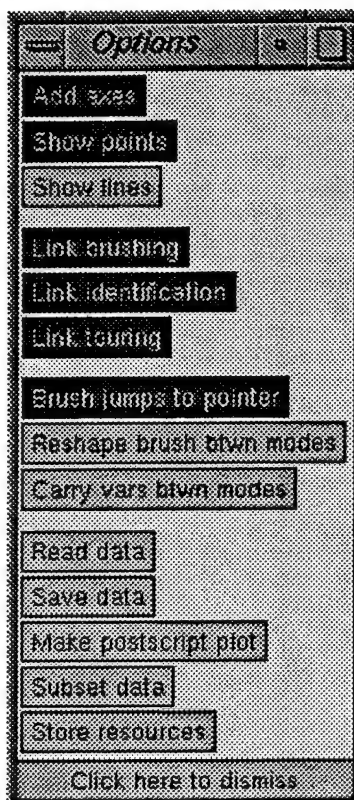 Options
Add axes
Show points
Show lines
Link brushing
Link identification
Link touring
Brush jumps to pointer
Reshape brush btwn modes
Carry vars btwn modes
Read data
Save data
Make postscript plot
Subset data
Store resources
Click here to dismiss